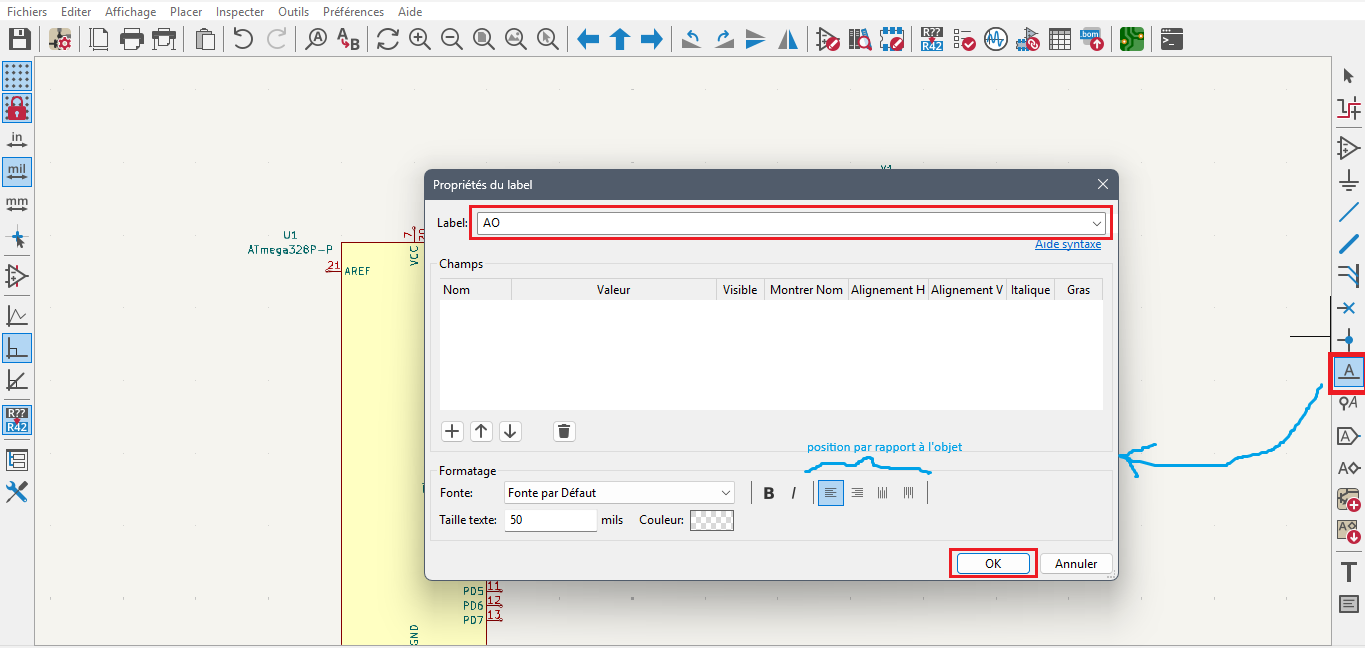 Fichiers Editer Affichage Placer Inspecter Outils Préférences Aide
A A B R?? R42 .bom
in
mil
mm
R??
R42
U1
ATmega328P-P
21 AREF
7
20
VCC
Y1
Propriétés du label
Label: AO
Aide syntaxe
Champs
Nom Valeur Visible Montrer Nom Alignement H Alignement V Italique Gras
position par rapport à l'objet
Formatage
Fonte: Fonte par Défaut B I
Taille texte: 50 mils Couleur:
OK Annuler
PD5 11
PD6 12
PD7 13
GND
A
A
A
A
A
T